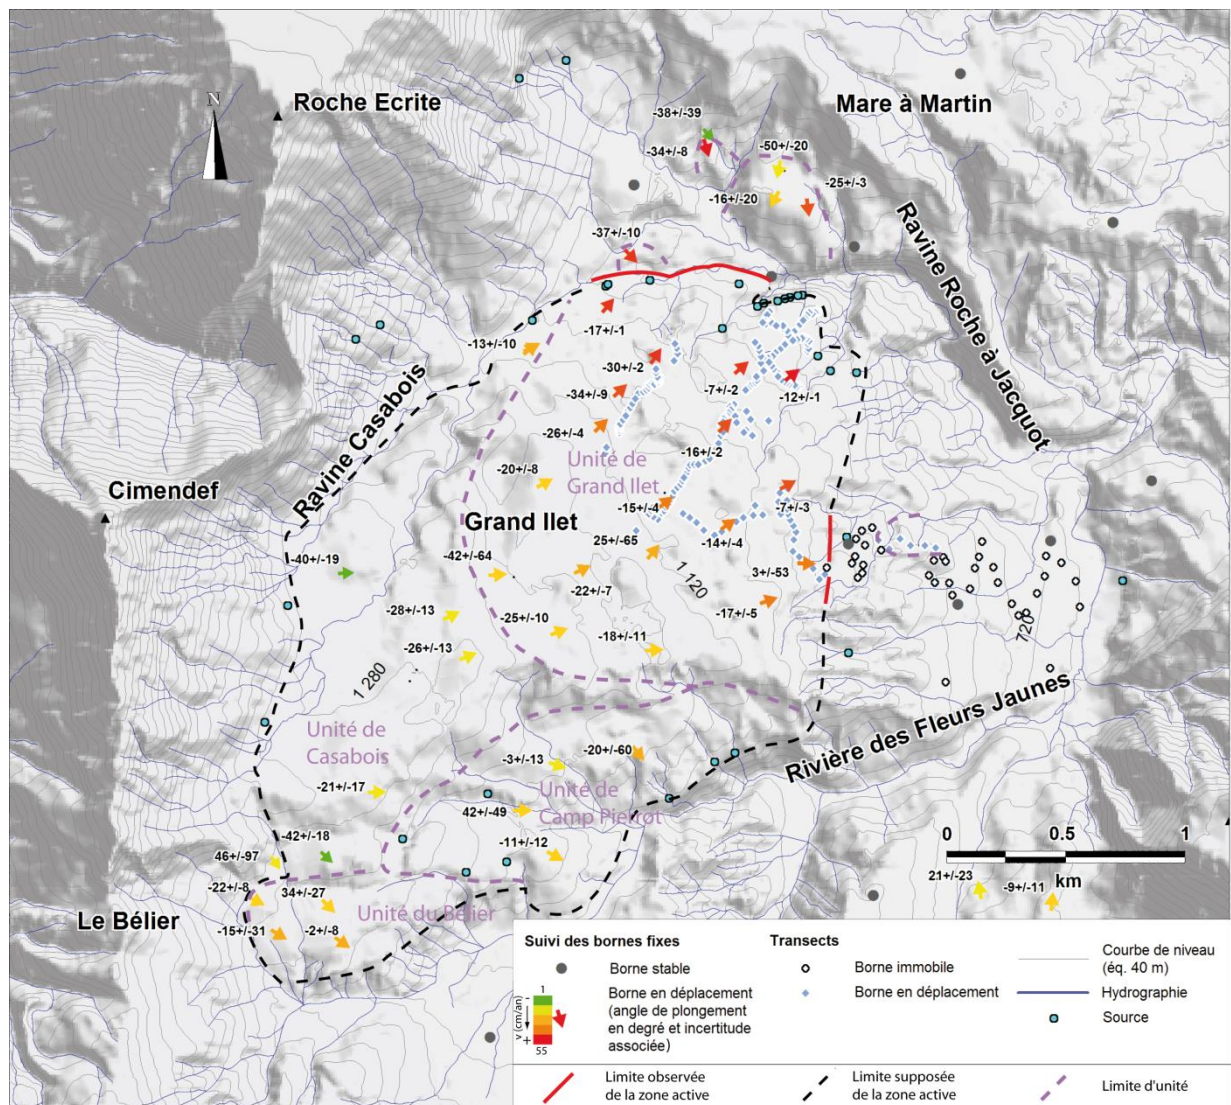 Roche Ecrite
Mare à Martin
N
-38+/-39
-34+/-8
-50+/-20
-25+/-3
-16+/-20
-37+/-10
Ravine Roche à Jacquot
-17+/-1
-13+/-10
-30+/-2
-34+/-9
-7+/-2
-12+/-1
Ravine Casabois
-26+/-4
-16+/-2
-20+/-8
Unité de
Grand Ilet
Cimendef
-15+/-4
-7+/-3
Grand Ilet
-14+/-4
25+/-65
-40+/-19
-42+/-64
-22+/-7
1 120
3+/-53
-28+/-13
-25+/-10
-17+/-5
-18+/-11
-26+/-13
720
1 280
Rivière des Fleurs Jaunes
Unité de
Casabois
-20+/-60
-3+/-13
-21+/-17
42+/-49
Unité de
Camp Pierrot
-42+/-18
-11+/-12
46+/-97
-22+/-8
34+/-27
Unité du Bélier
Le Bélier
-15+/-31
-2+/-8
0 0.5 1
km
21+/-23
-9+/-11
Suivi des bornes fixes
Borne stable
1
-
v (cm/an)
+
55
Borne en déplacement
(angle de plongement
en degré et incertitude
associée)
Transects
Borne immobile
Borne en déplacement
Courbe de niveau
(éq. 40 m)
Hydrographie
Source
Limite observée
de la zone active
Limite supposée
de la zone active
Limite d'unité